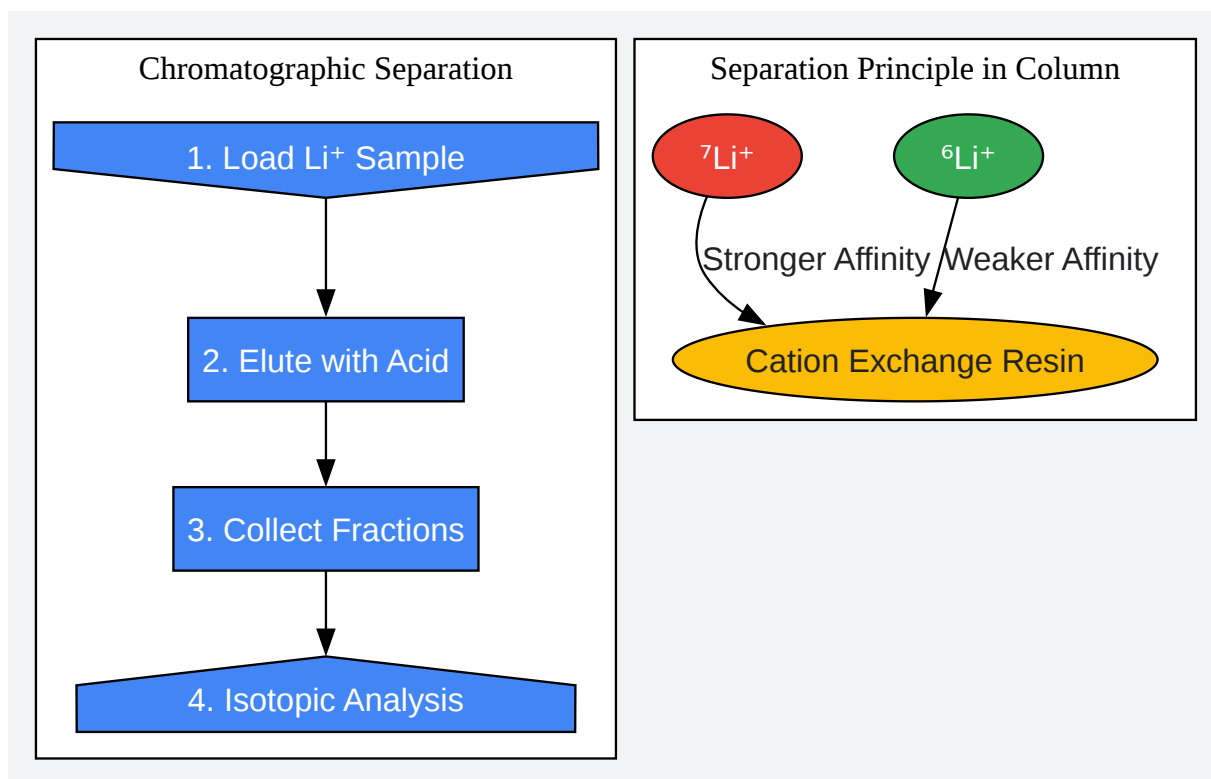 Chromatographic Separation
1. Load Li⁺ Sample
2. Elute with Acid
3. Collect Fractions
4. Isotopic Analysis
Separation Principle in Column
⁷Li⁺
⁶Li⁺
Stronger Affinity
Weaker Affinity
Cation Exchange Resin